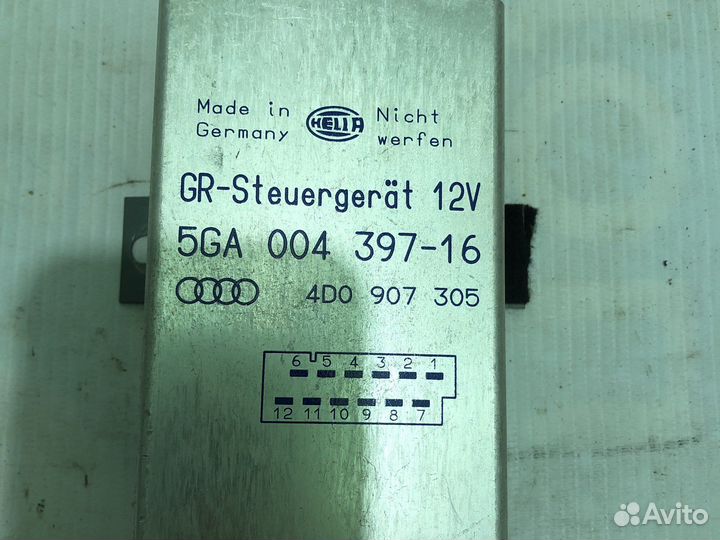 Made in
Germany
HELLA
Nicht
werfen
GR-Steuergerät 12V
5GA 004 397-16
4D0 907 305
6 5 4 3 2 1
12 11 10 9 8 7
Avito